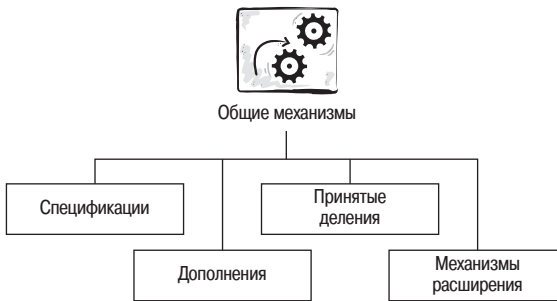 Общие механизмы
Спецификации
Принятые
деления
Дополнения
Механизмы
расширения